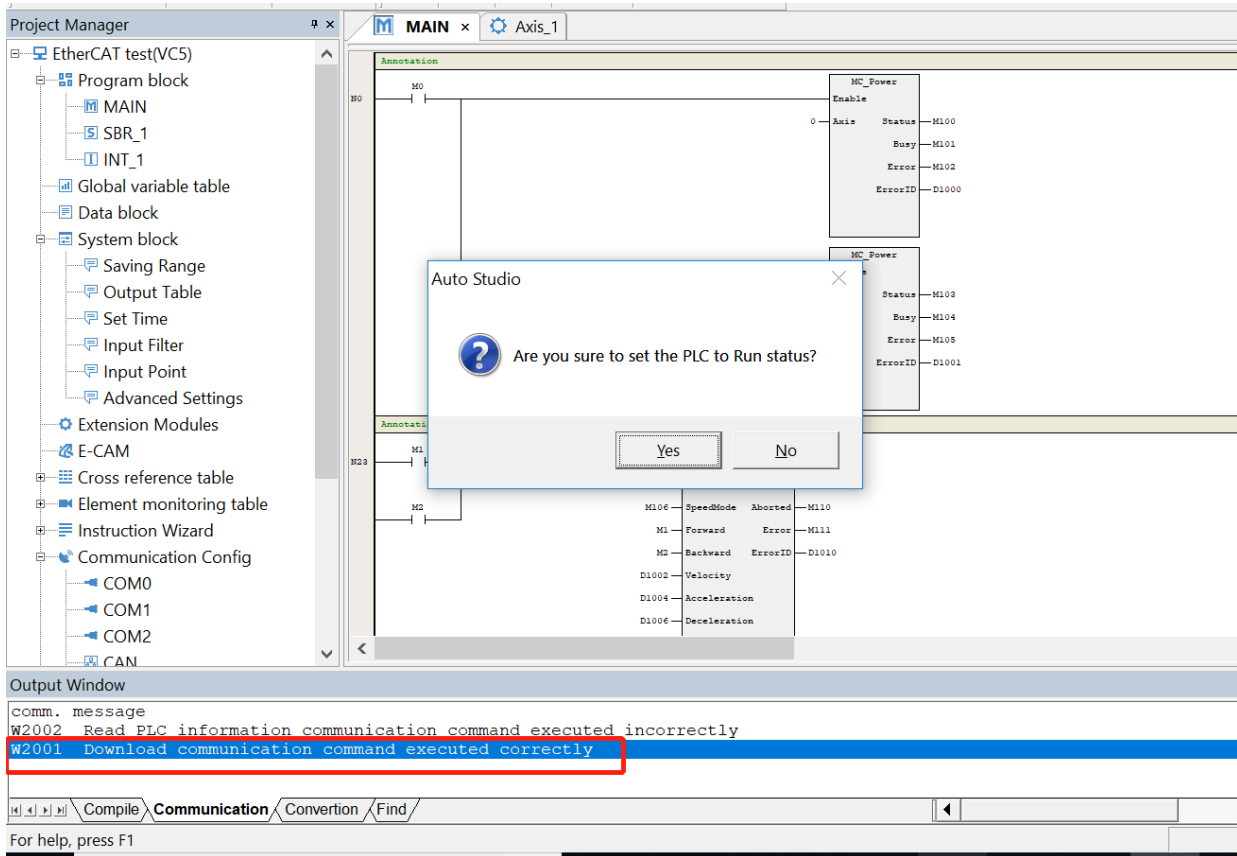 Project Manager
EtherCAT test(VC5)
Program block
MAIN
SBR_1
INT_1
Global variable table
Data block
System block
Saving Range
Output Table
Set Time
Input Filter
Input Point
Advanced Settings
Extension Modules
E-CAM
Cross reference table
Element monitoring table
Instruction Wizard
Communication Config
COM0
COM1
COM2
CAN
MAIN Axis_1
Annotation
N0 M0 MC_Power
Enable
0 Axis Status M100
Busy M101
Error M102
ErrorID D1000
MC_Power
Status M103
Busy M104
Error M105
ErrorID D1001
Auto Studio
Are you sure to set the PLC to Run status?
Yes No
N23 M1
M2
M106 SpeedMode Aborted M110
M1 Forward Error M111
M2 Backward ErrorID D1010
D1002 Velocity
D1004 Acceleration
D1006 Deceleration
Output Window
comm. message
W2002 Read PLC information communication command executed incorrectly
W2001 Download communication command executed correctly
Compile Communication Convertion Find
For help, press F1